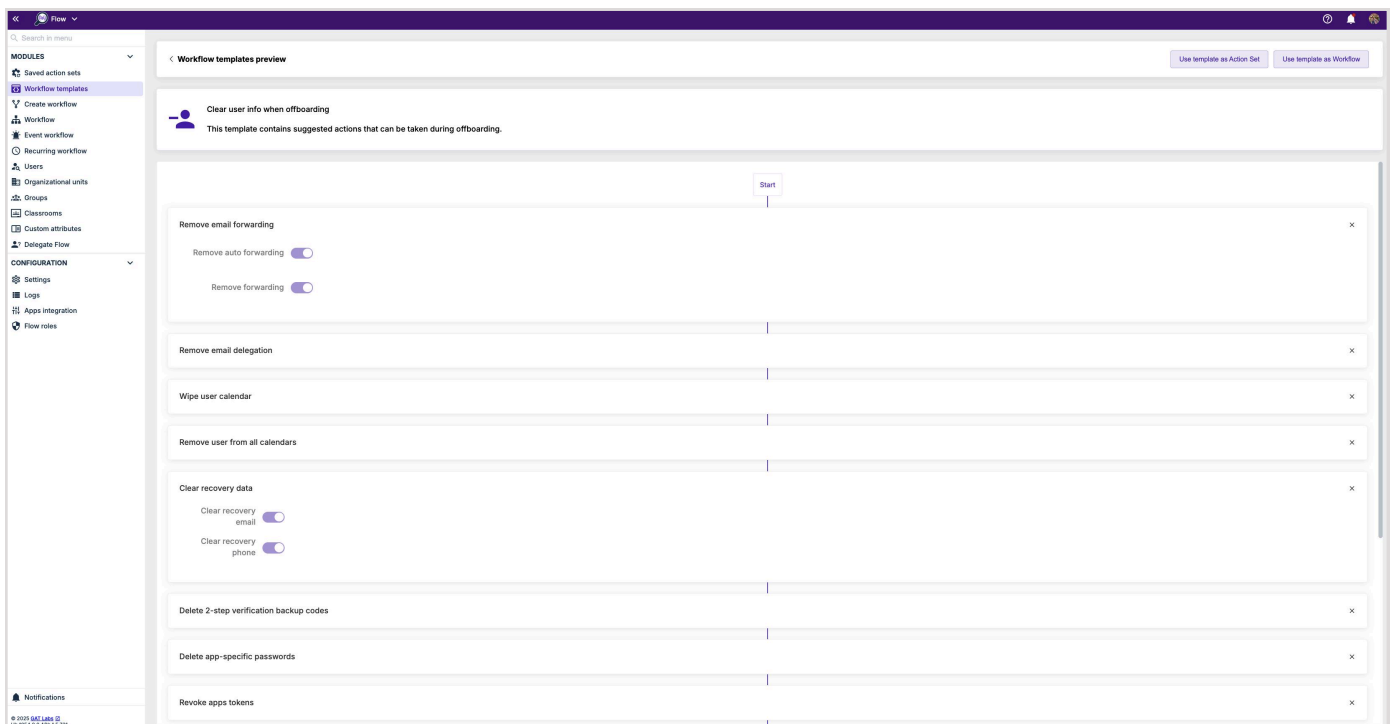 Flow
Search in menu
MODULES
Saved action sets
Workflow templates
Create workflow
Workflow
Event workflow
Recurring workflow
Users
Organizational units
Groups
Classrooms
Custom attributes
Delegate Flow
CONFIGURATION
Settings
Logs
Apps integration
Flow roles
Notifications
© 2025 GAT Labs
Workflow templates preview
Use template as Action Set
Use template as Workflow
Clear user info when offboarding
This template contains suggested actions that can be taken during offboarding.
Start
Remove email forwarding
Remove auto forwarding
Remove forwarding
Remove email delegation
Wipe user calendar
Remove user from all calendars
Clear recovery data
Clear recovery
email
Clear recovery
phone
Delete 2-step verification backup codes
Delete app-specific passwords
Revoke apps tokens